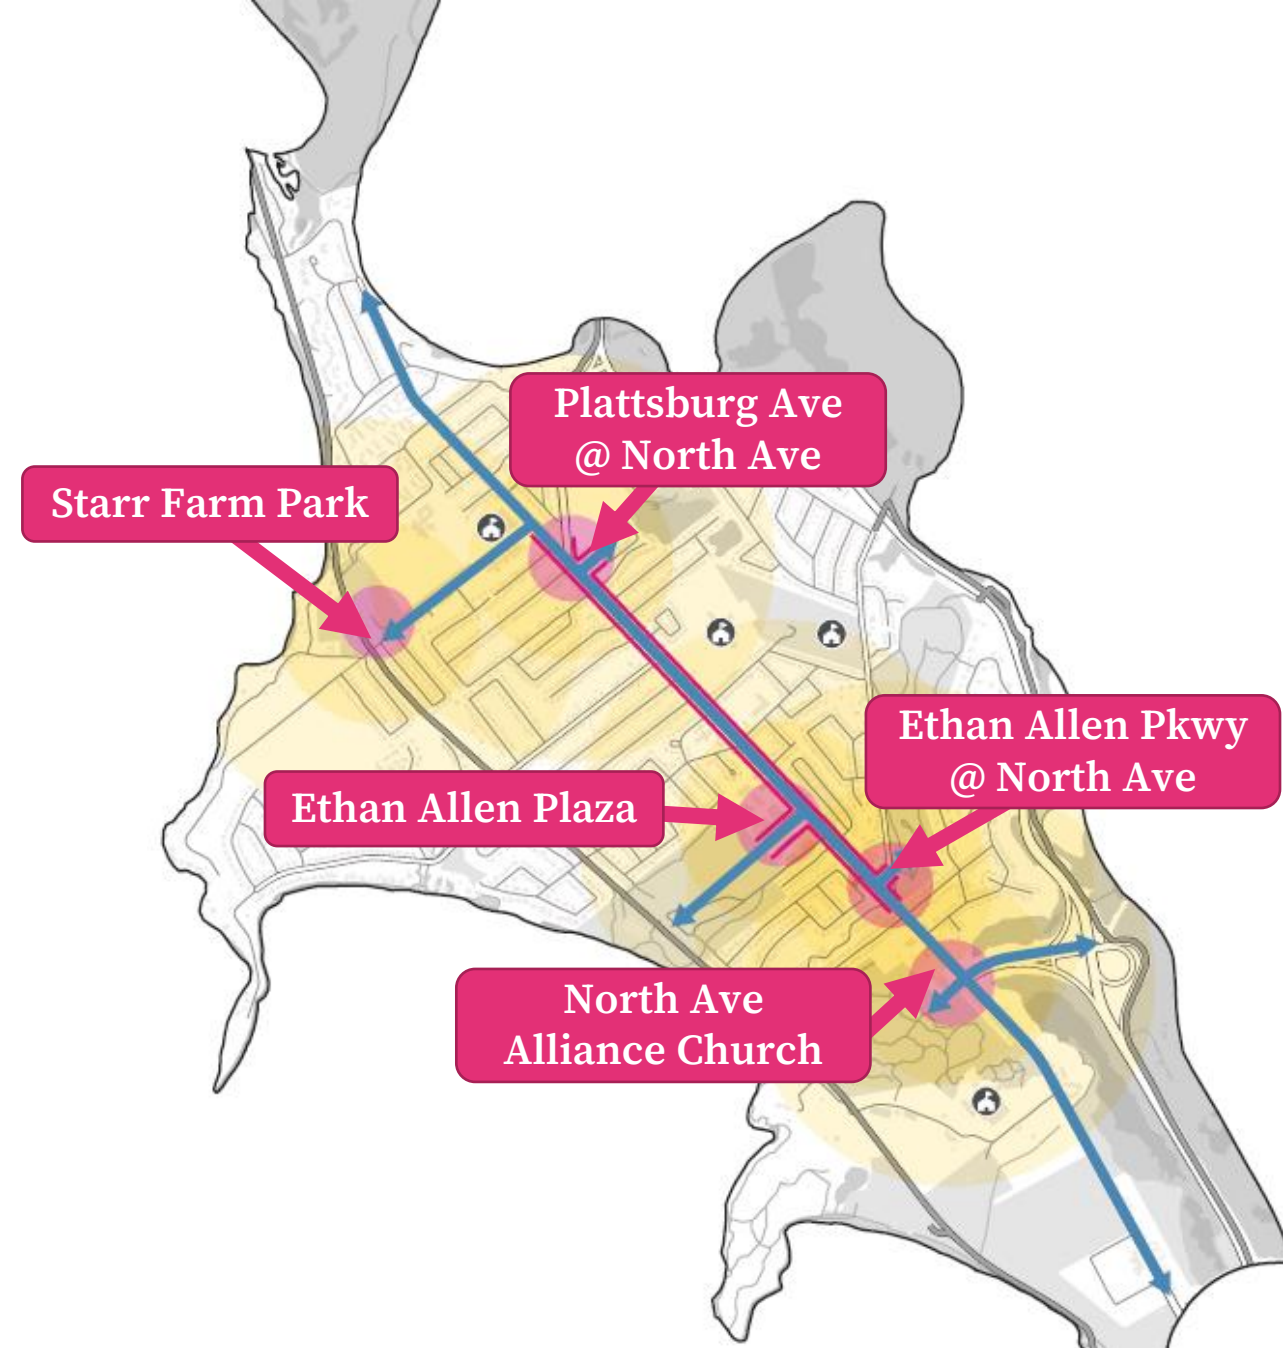 Plattsburg Ave
@ North Ave
Starr Farm Park
Ethan Allen Pkwy
@ North Ave
Ethan Allen Plaza
North Ave
Alliance Church